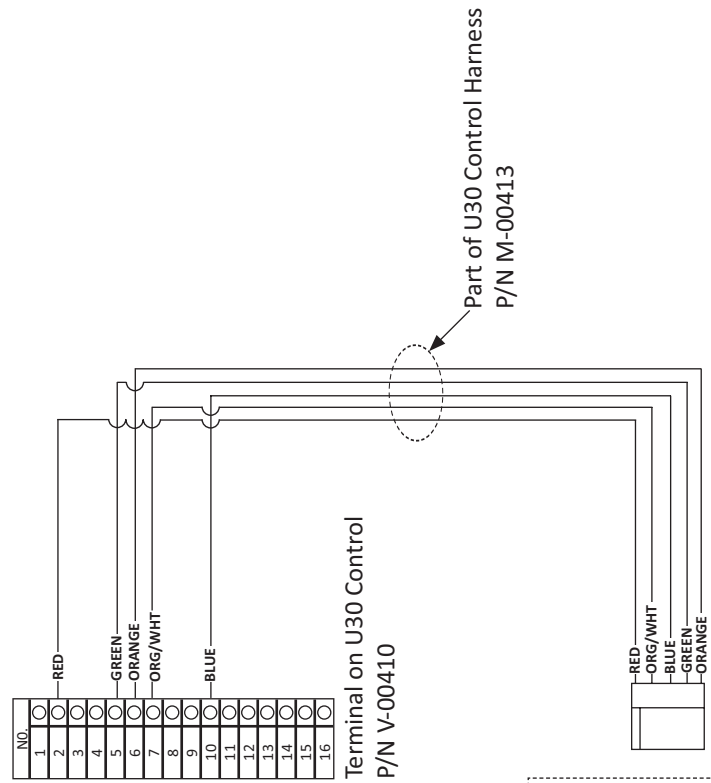 NO.
1
2
3
4
5
6
7
8
9
10
11
12
13
14
15
16
RED
GREEN
ORANGE
ORG/WHT
BLUE
Terminal on U30 Control
P/N V-00410
Part of U30 Control Harness
P/N M-00413
RED
ORG/WHT
BLUE
GREEN
ORANGE